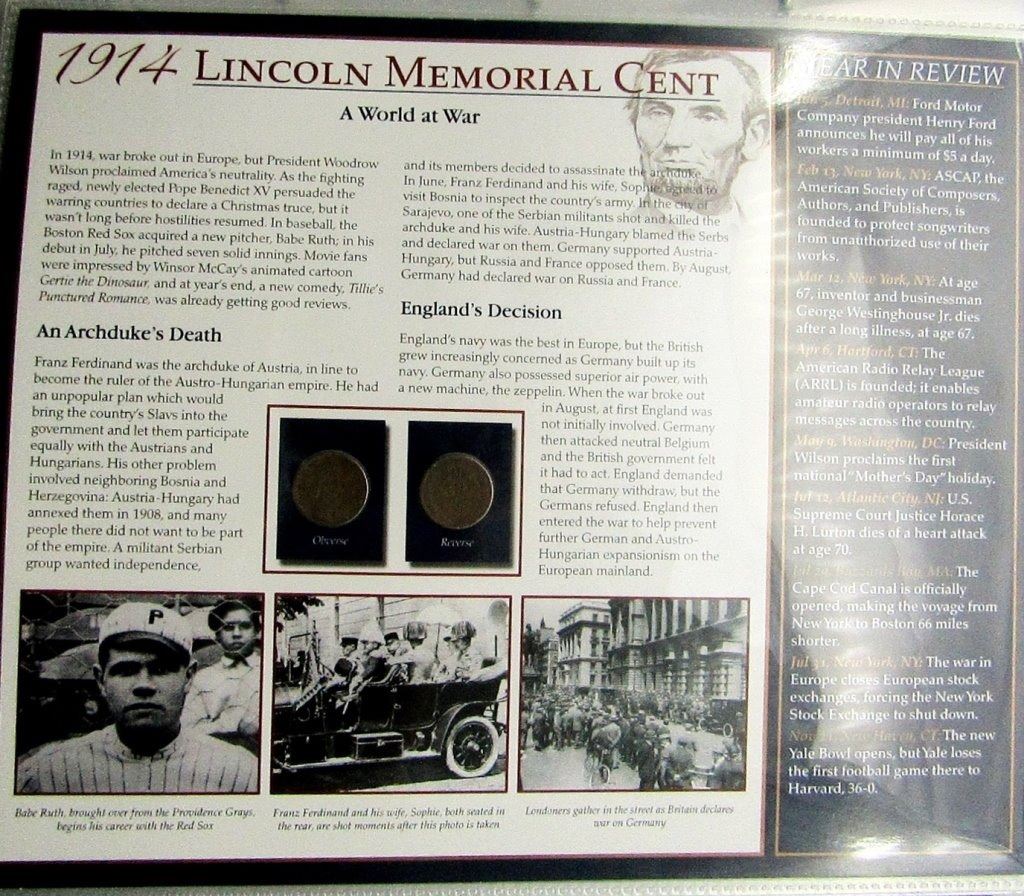 1914 LINCOLN MEMORIAL CENT
A World at War
In 1914, war broke out in Europe, but President Woodrow
Wilson proclaimed America's neutrality. As the fighting
raged, newly elected Pope Benedict XV persuaded the
warring countries to declare a Christmas truce, but it
wasn't long before hostilities resumed. In baseball, the
Boston Red Sox acquired a new pitcher, Babe Ruth; in his
debut in July, he pitched seven solid innings. Movie fans
were impressed by Winsor McCay's animated cartoon
Gertie the Dinosaur, and at year's end, a new comedy, Tillie's
Punctured Romance, was already getting good reviews.
An Archduke's Death
Franz Ferdinand was the archduke of Austria, in line to
become the ruler of the Austro-Hungarian empire. He had
an unpopular plan which would
bring the country's Slavs into the
government and let them participate
equally with the Austrians and
Hungarians. His other problem
involved neighboring Bosnia and
Herzegovina: Austria-Hungary had
annexed them in 1908, and many
people there did not want to be part
of the empire. A militant Serbian
group wanted independence,
and its members decided to assassinate the archduke.
In June, Franz Ferdinand and his wife, Sophie, agreed to
visit Bosnia to inspect the country's army. In the city of
Sarajevo, one of the Serbian militants shot and killed the
archduke and his wife. Austria-Hungary blamed the Serbs
and declared war on them. Germany supported Austria-
Hungary, but Russia and France opposed them. By August,
Germany had declared war on Russia and France.
England's Decision
England's navy was the best in Europe, but the British
grew increasingly concerned as Germany built up its
navy. Germany also possessed superior air power, with
a new machine, the zeppelin. When the war broke out
in August, at first England was
not initially involved. Germany
then attacked neutral Belgium
and the British government felt
it had to act. England demanded
that Germany withdraw, but the
Germans refused. England then
entered the war to help prevent
further German and Austro-
Hungarian expansionism on the
European mainland.
Obverse
Reverse
P
Babe Ruth, brought over from the Providence Grays,
begins his career with the Red Sox
Franz Ferdinand and his wife, Sophie, both seated in
the rear, are shot moments after this photo is taken
Londoners gather in the street as Britain declares
war on Germany
YEAR IN REVIEW
Jan 5, Detroit, MI: Ford Motor
Company president Henry Ford
announces he will pay all of his
workers a minimum of $5 a day.
Feb 13, New York, NY: ASCAP, the
American Society of Composers,
Authors, and Publishers, is
founded to protect songwriters
from unauthorized use of their
works.
Mar 12, New York, NY: At age
67, inventor and businessman
George Westinghouse Jr. dies
after a long illness, at age 67.
Apr 6, Hartford, CT: The
American Radio Relay League
(ARRL) is founded; it enables
amateur radio operators to relay
messages across the country.
May 9, Washington, DC: President
Wilson proclaims the first
national "Mother's Day" holiday.
Jul 12, Atlantic City, NJ: U.S.
Supreme Court Justice Horace
H. Lurton dies of a heart attack
at age 70.
Jul Buzzards Bay, MA: The
Cape Cod Canal is officially
opened, making the voyage from
New York to Boston 66 miles
shorter.
Jul 31, New York, NY: The war in
Europe closes European stock
exchanges, forcing the New York
Stock Exchange to shut down.
Nov 21, New Haven, CT: The new
Yale Bowl opens, but Yale loses
the first football game there to
Harvard, 36-0.